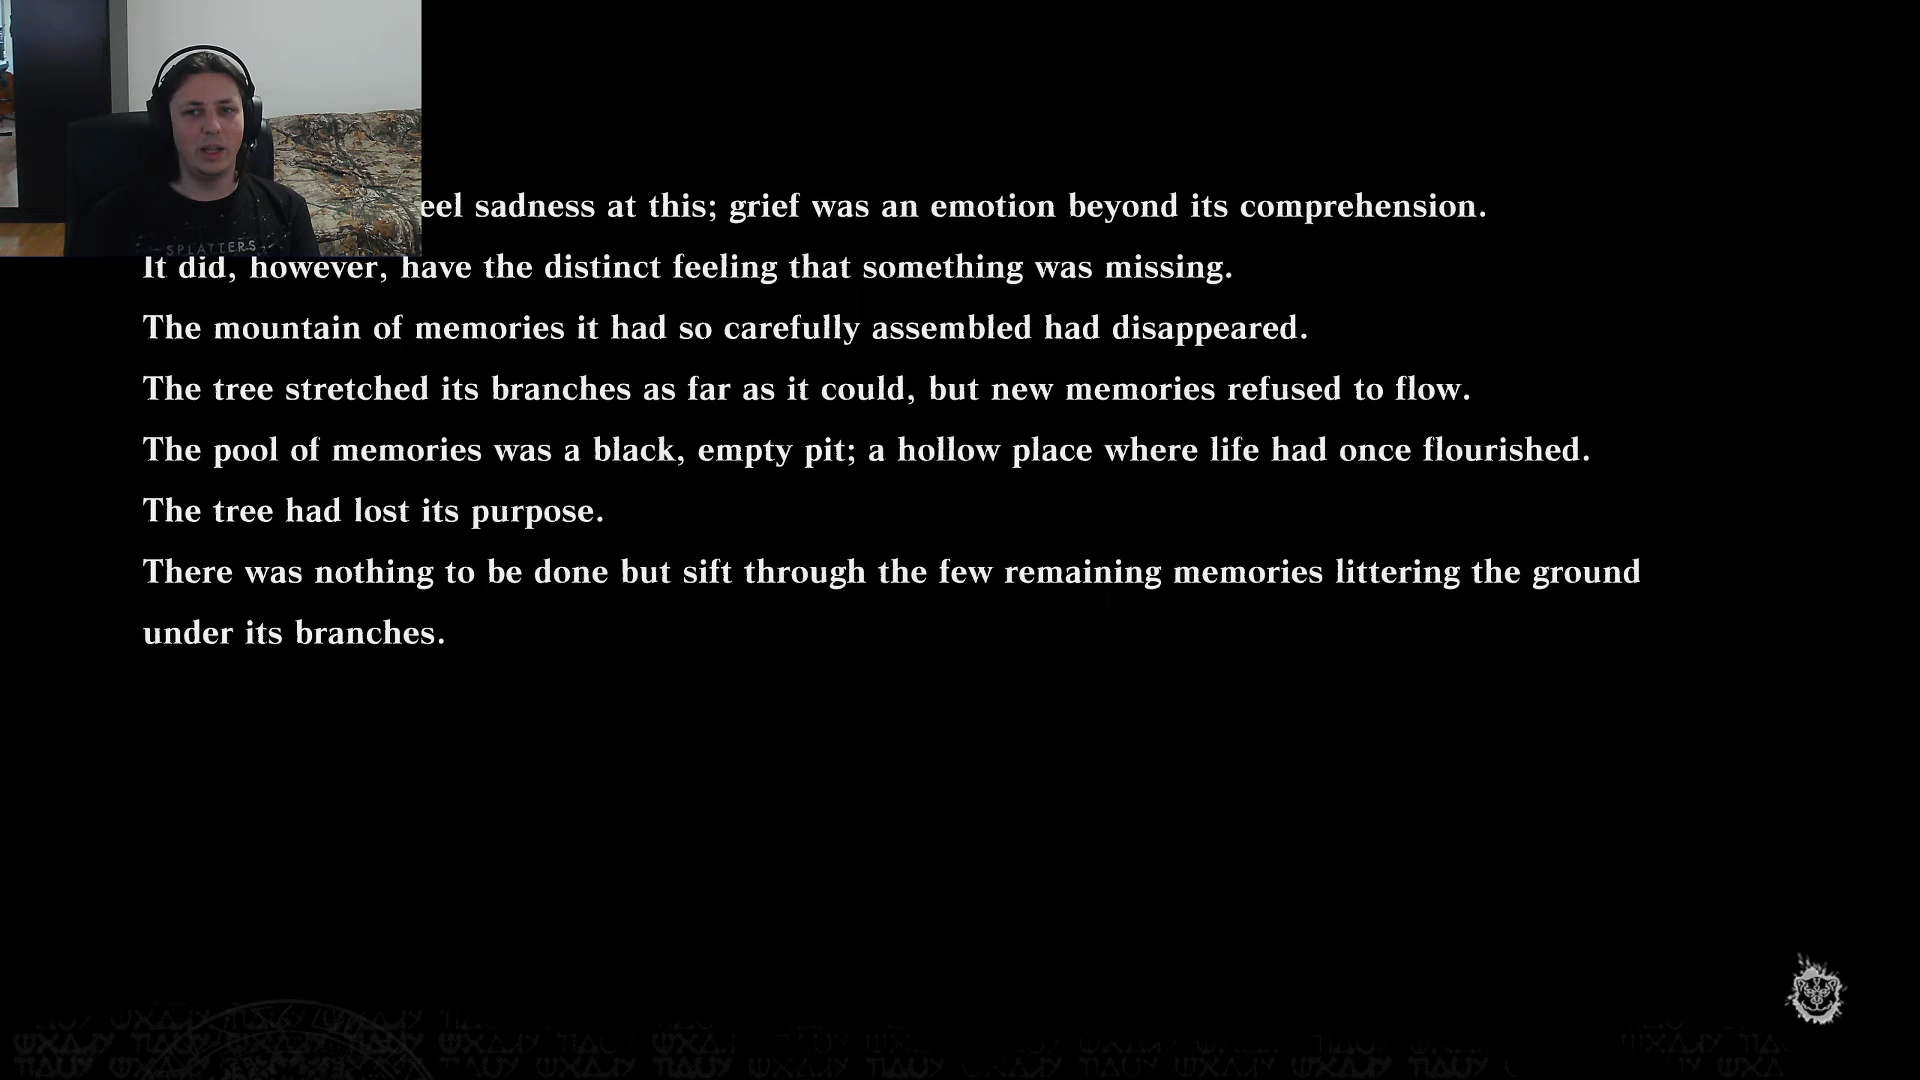 SPLATTERS
eel sadness at this; grief was an emotion beyond its comprehension.
It did, however, have the distinct feeling that something was missing.
The mountain of memories it had so carefully assembled had disappeared.
The tree stretched its branches as far as it could, but new memories refused to flow.
The pool of memories was a black, empty pit; a hollow place where life had once flourished.
The tree had lost its purpose.
There was nothing to be done but sift through the few remaining memories littering the ground
under its branches.